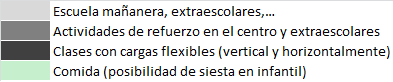 Escuela mañanera, extraescolares,...
Actividades de refuerzo en el centro y extraescolares
Clases con cargas flexibles (vertical y horizontalmente)
Comida (posibilidad de siesta en infantil)